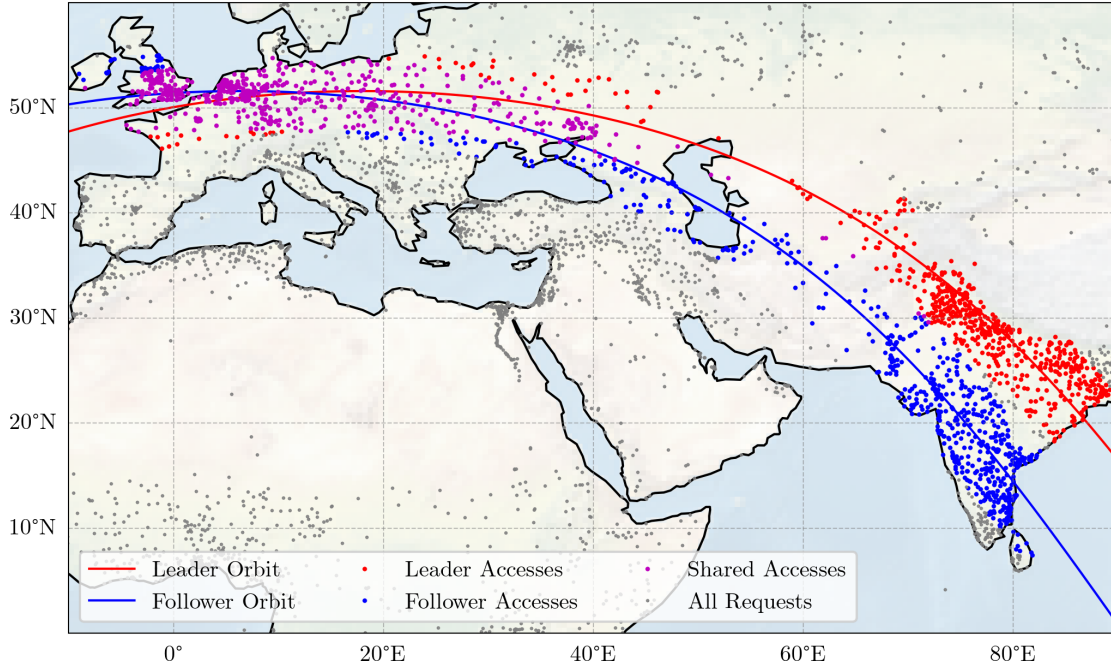 50°N
40°N
30°N
20°N
10°N
Leader Orbit
Leader Accesses
Shared Accesses
Follower Orbit
Follower Accesses
All Requests
0°
20°E
40°E
60°E
80°E